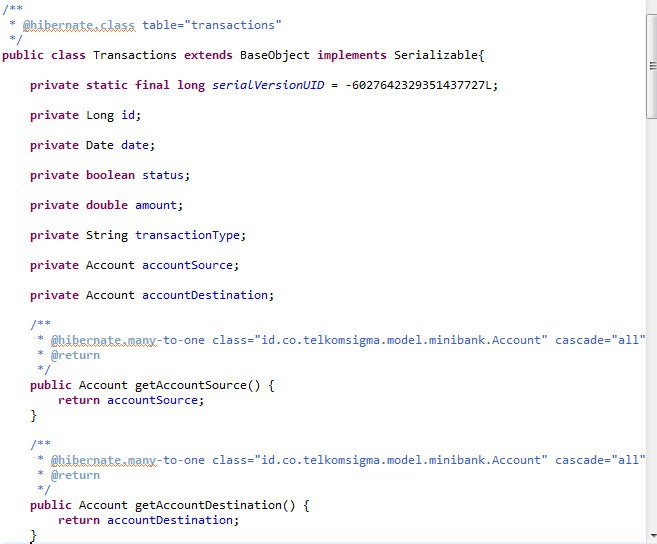 /**
 * @hibernate.class table="transactions"
 */
public class Transactions extends BaseObject implements Serializable{
    private static final long serialVersionUID = -6027642329351437727L;
    private Long id;
    private Date date;
    private boolean status;
    private double amount;
    private String transactionType;
    private Account accountSource;
    private Account accountDestination;
    /**
     * @hibernate.many-to-one class="id.co.telkomsigma.model.minibank.Account" cascade="all"
     * @return
     */
    public Account getAccountSource() {
        return accountSource;
    }
    /**
     * @hibernate.many-to-one class="id.co.telkomsigma.model.minibank.Account" cascade="all"
     * @return
     */
    public Account getAccountDestination() {
        return accountDestination;
    }